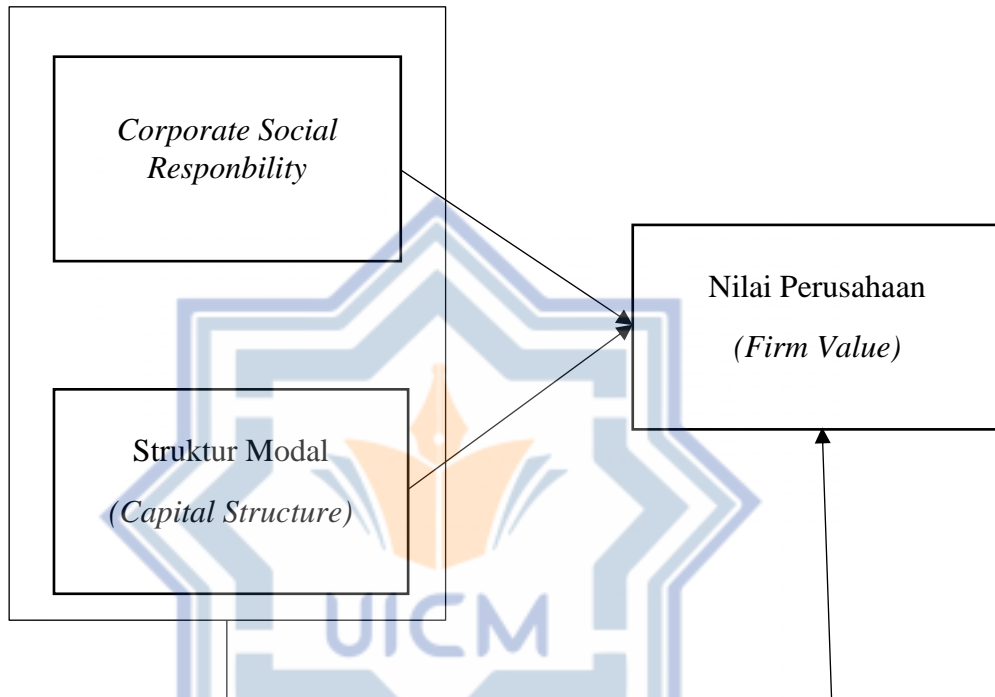 Corporate Social
Responbility
Nilai Perusahaan
(Firm Value)
Struktur Modal
(Capital Structure)
UICM